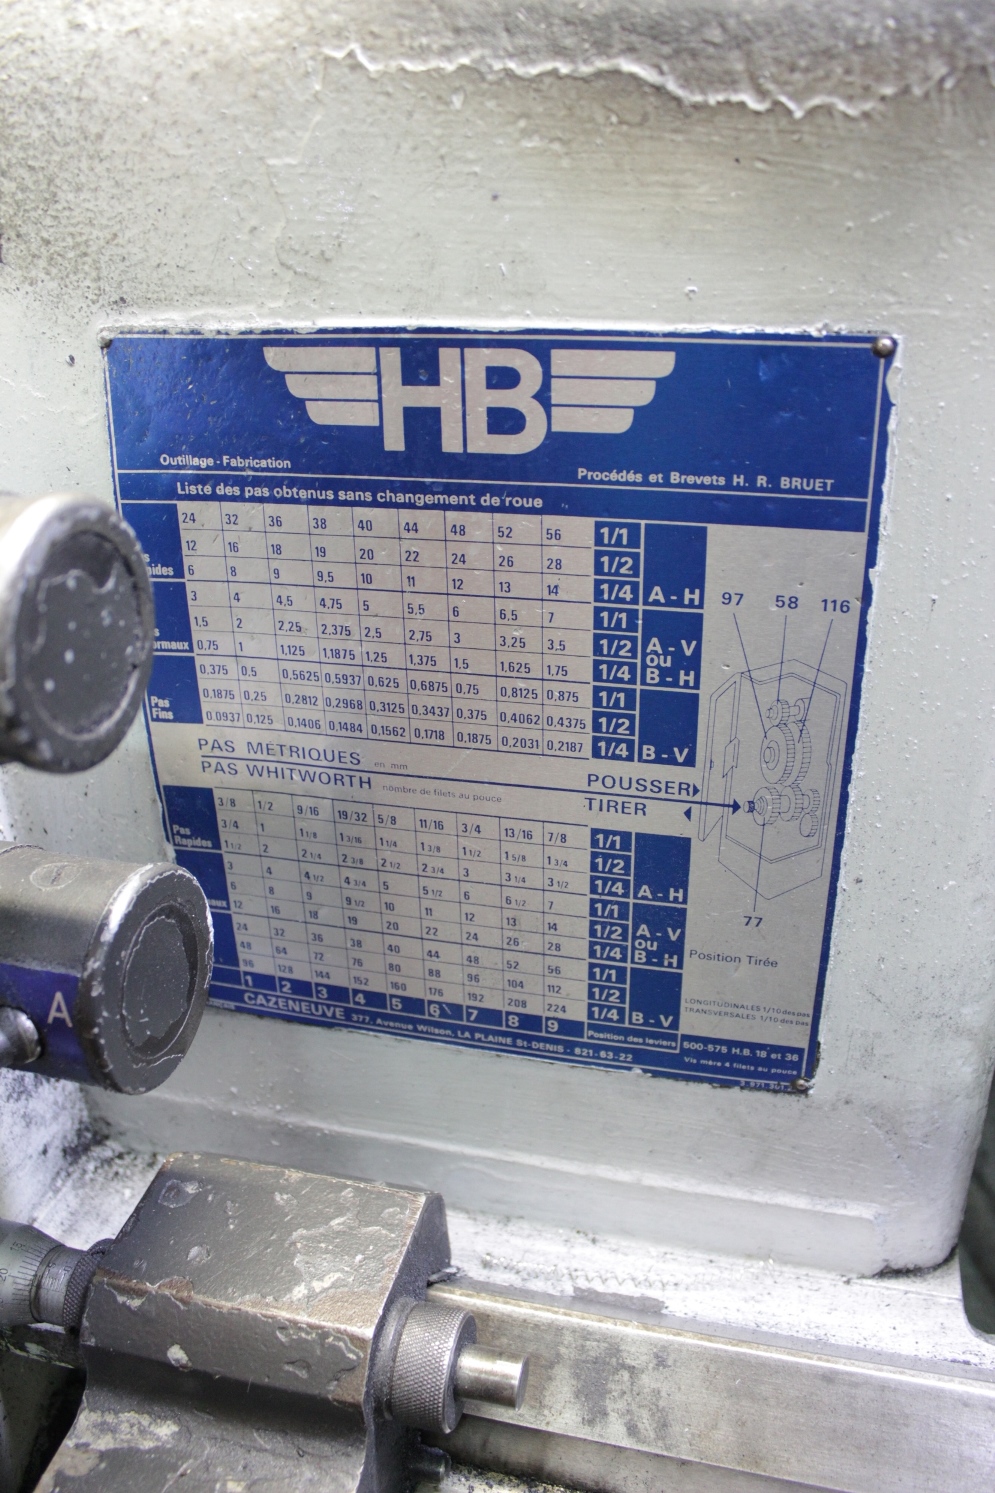 HB
Outillage - Fabrication
Procédés et Brevets H. R. BRUET
Liste des pas obtenus sans changement de roue
24 32 36 38 40 44 48 52 56 1/1
12 16 18 19 20 22 24 26 28 1/2
6 8 9 9,5 10 11 12 13 14 1/4 A - H
3 4 4,5 4,75 5 5,5 6 6,5 7 1/1
1,5 2 2,25 2,375 2,5 2,75 3 3,25 3,5 1/2 A - V
ou
0,75 1 1,125 1,1875 1,25 1,375 1,5 1,625 1,75 1/4 B - H
0,375 0,5 0,5625 0,5937 0,625 0,6875 0,75 0,8125 0,875 1/1
Pas
Fins
0,1875 0,25 0,2812 0,2968 0,3125 0,3437 0,375 0,4062 0,4375 1/2
0,0937 0,125 0,1406 0,1484 0,1562 0,1718 0,1875 0,2031 0,2187 1/4 B - V
97 58 116
PAS MÉTRIQUES en mm
POUSSER
PAS WHITWORTH nombre de filets au pouce
TIRER
3/8 1/2 9/16 19/32 5/8 11/16 3/4 13/16 7/8 1/1
Pas
Rapides
3/4 1 1 1/8 1 3/16 1 1/4 1 3/8 1 1/2 1 5/8 1 3/4 1/2
1 1/2 2 2 1/4 2 3/8 2 1/2 2 3/4 3 3 1/4 3 1/2 1/4 A - H
3 4 4 1/2 4 3/4 5 5 1/2 6 6 1/2 7 1/1
6 8 9 9 1/2 10 11 12 13 14 1/2 A - V
ou
12 16 18 19 20 22 24 26 28 1/4 B - H
24 32 36 38 40 44 48 52 56 1/1
48 64 72 76 80 88 96 104 112 1/2
96 128 144 152 160 176 192 208 224 1/4 B - V
1 2 3 4 5 6 7 8 9 Position des leviers
77
Position Tirée
LONGITUDINALES 1/10 des pas
TRANSVERSALES 1/10 des pas
CAZENEUVE 377, Avenue Wilson, LA PLAINE St-DENIS - 821-63-22
500-575 H.B. 18 et 36
Vis mère 4 filets au pouce
A
20